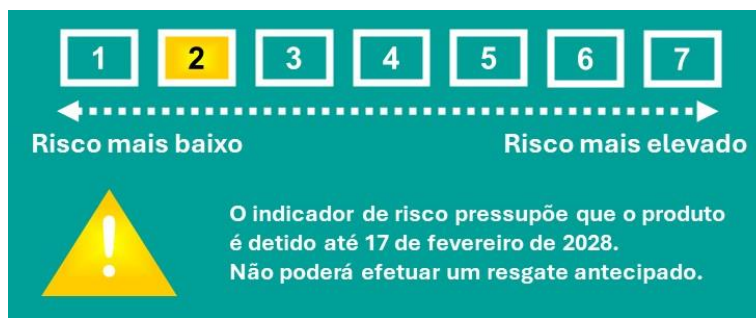 1 2 3 4 5 6 7
Risco mais baixo Risco mais elevado
!
O indicador de risco pressupõe que o produto
é detido até 17 de fevereiro de 2028.
Não poderá efetuar um resgate antecipado.